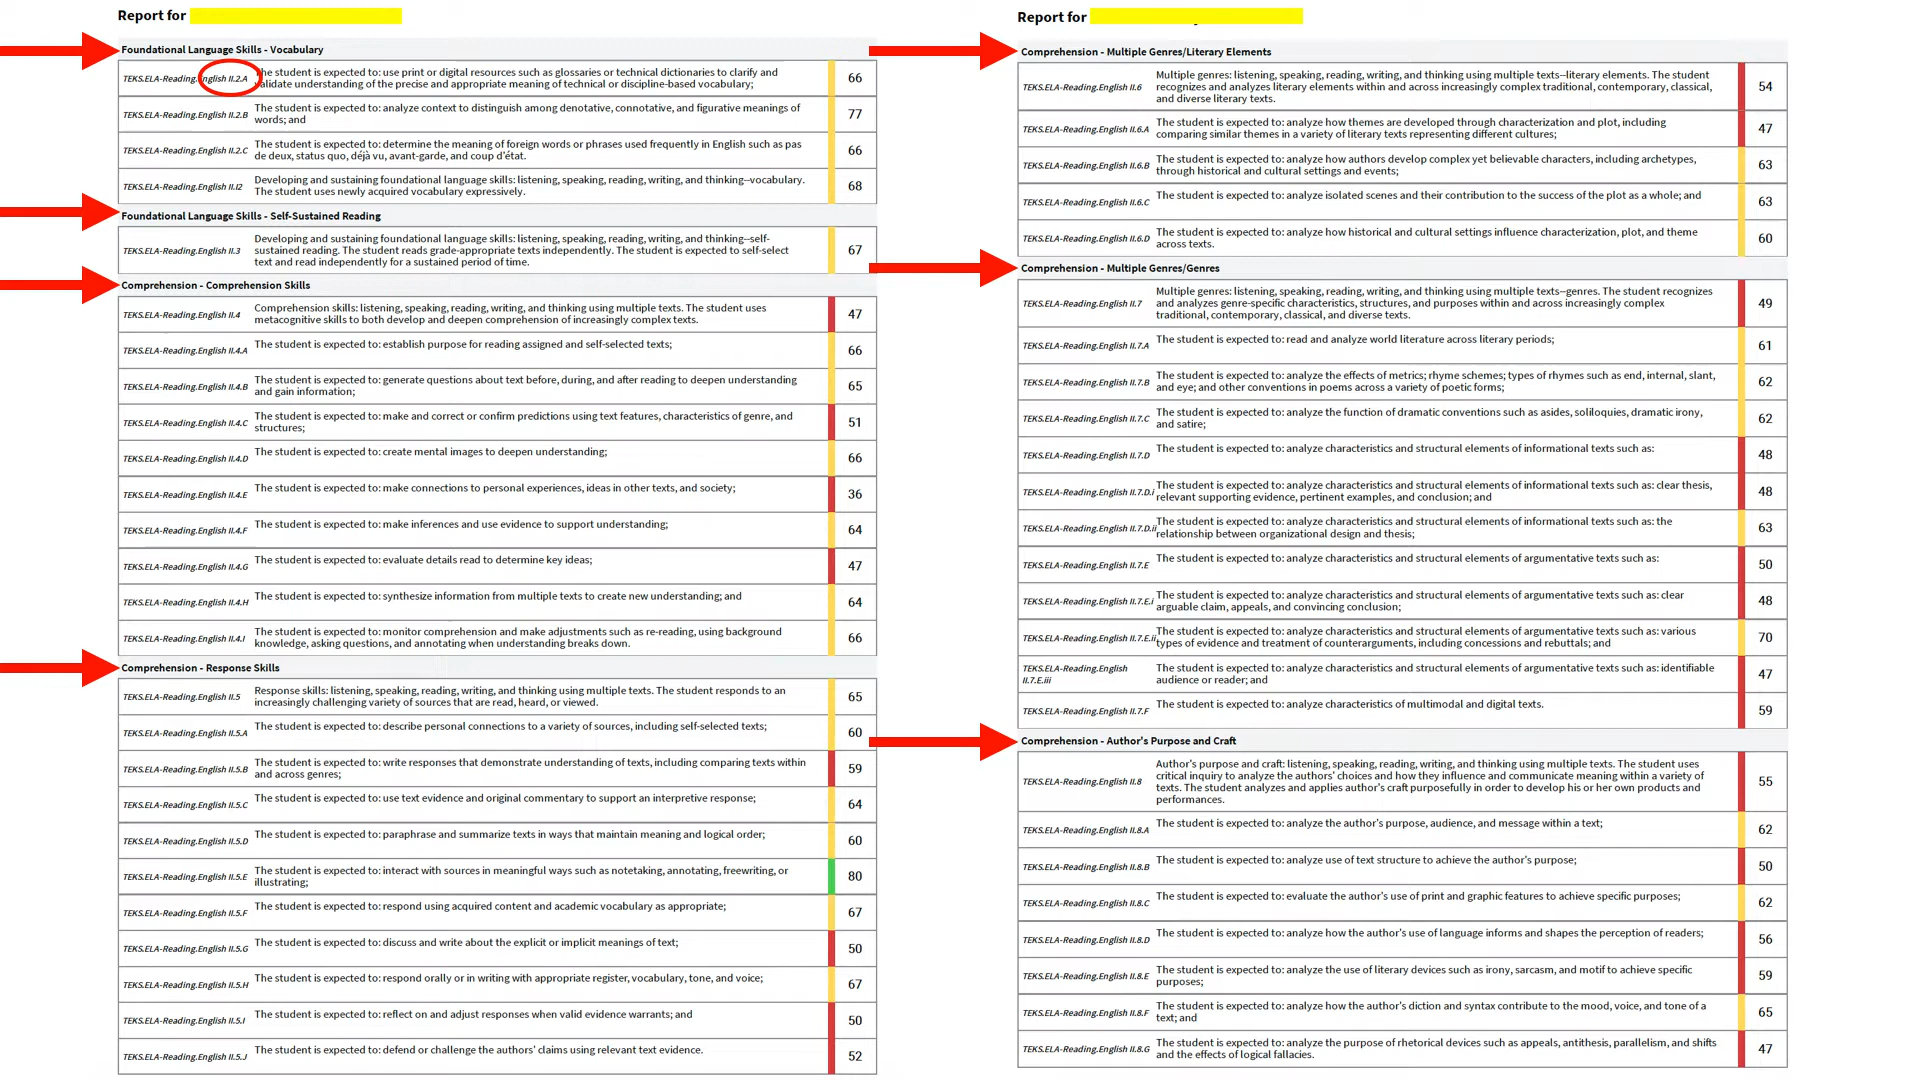 Report for
Foundational Language Skills - Vocabulary
TEKS.ELA-Reading.English II.2.A
The student is expected to: use print or digital resources such as glossaries or technical dictionaries to clarify and
validate understanding of the precise and appropriate meaning of technical or discipline-based vocabulary;
66
TEKS.ELA-Reading.English II.2.B
The student is expected to: analyze context to distinguish among denotative, connotative, and figurative meanings of
words; and
77
TEKS.ELA-Reading.English II.2.C
The student is expected to: determine the meaning of foreign words or phrases used frequently in English such as pas
de deux, status quo, déjà vu, avant-garde, and coup d'état.
66
TEKS.ELA-Reading.English II.I2
Developing and sustaining foundational language skills: listening, speaking, reading, writing, and thinking--vocabulary.
The student uses newly acquired vocabulary expressively.
68
Foundational Language Skills - Self-Sustained Reading
TEKS.ELA-Reading.English II.3
Developing and sustaining foundational language skills: listening, speaking, reading, writing, and thinking--self-
sustained reading. The student reads grade-appropriate texts independently. The student is expected to self-select
text and read independently for a sustained period of time.
67
Comprehension - Comprehension Skills
TEKS.ELA-Reading.English II.4
Comprehension skills: listening, speaking, reading, writing, and thinking using multiple texts. The student uses
metacognitive skills to both develop and deepen comprehension of increasingly complex texts.
47
TEKS.ELA-Reading.English II.4.A
The student is expected to: establish purpose for reading assigned and self-selected texts;
66
TEKS.ELA-Reading.English II.4.B
The student is expected to: generate questions about text before, during, and after reading to deepen understanding
and gain information;
65
TEKS.ELA-Reading.English II.4.C
The student is expected to: make and correct or confirm predictions using text features, characteristics of genre, and
structures;
51
TEKS.ELA-Reading.English II.4.D
The student is expected to: create mental images to deepen understanding;
66
TEKS.ELA-Reading.English II.4.E
The student is expected to: make connections to personal experiences, ideas in other texts, and society;
36
TEKS.ELA-Reading.English II.4.F
The student is expected to: make inferences and use evidence to support understanding;
64
TEKS.ELA-Reading.English II.4.G
The student is expected to: evaluate details read to determine key ideas;
47
TEKS.ELA-Reading.English II.4.H
The student is expected to: synthesize information from multiple texts to create new understanding; and
64
TEKS.ELA-Reading.English II.4.I
The student is expected to: monitor comprehension and make adjustments such as re-reading, using background
knowledge, asking questions, and annotating when understanding breaks down.
66
Comprehension - Response Skills
TEKS.ELA-Reading.English II.5
Response skills: listening, speaking, reading, writing, and thinking using multiple texts. The student responds to an
increasingly challenging variety of sources that are read, heard, or viewed.
65
TEKS.ELA-Reading.English II.5.A
The student is expected to: describe personal connections to a variety of sources, including self-selected texts;
60
TEKS.ELA-Reading.English II.5.B
The student is expected to: write responses that demonstrate understanding of texts, including comparing texts within
and across genres;
59
TEKS.ELA-Reading.English II.5.C
The student is expected to: use text evidence and original commentary to support an interpretive response;
64
TEKS.ELA-Reading.English II.5.D
The student is expected to: paraphrase and summarize texts in ways that maintain meaning and logical order;
60
TEKS.ELA-Reading.English II.5.E
The student is expected to: interact with sources in meaningful ways such as notetaking, annotating, freewriting, or
illustrating;
80
TEKS.ELA-Reading.English II.5.F
The student is expected to: respond using acquired content and academic vocabulary as appropriate;
67
TEKS.ELA-Reading.English II.5.G
The student is expected to: discuss and write about the explicit or implicit meanings of text;
50
TEKS.ELA-Reading.English II.5.H
The student is expected to: respond orally or in writing with appropriate register, vocabulary, tone, and voice;
67
TEKS.ELA-Reading.English II.5.I
The student is expected to: reflect on and adjust responses when valid evidence warrants; and
50
TEKS.ELA-Reading.English II.5.J
The student is expected to: defend or challenge the authors' claims using relevant text evidence.
52
Report for
Comprehension - Multiple Genres/Literary Elements
TEKS.ELA-Reading.English II.6
Multiple genres: listening, speaking, reading, writing, and thinking using multiple texts--literary elements. The student
recognizes and analyzes literary elements within and across increasingly complex traditional, contemporary, classical,
and diverse literary texts.
54
TEKS.ELA-Reading.English II.6.A
The student is expected to: analyze how themes are developed through characterization and plot, including
comparing similar themes in a variety of literary texts representing different cultures;
47
TEKS.ELA-Reading.English II.6.B
The student is expected to: analyze how authors develop complex yet believable characters, including archetypes,
through historical and cultural settings and events;
63
TEKS.ELA-Reading.English II.6.C
The student is expected to: analyze isolated scenes and their contribution to the success of the plot as a whole; and
63
TEKS.ELA-Reading.English II.6.D
The student is expected to: analyze how historical and cultural settings influence characterization, plot, and theme
across texts.
60
Comprehension - Multiple Genres/Genres
TEKS.ELA-Reading.English II.7
Multiple genres: listening, speaking, reading, writing, and thinking using multiple texts--genres. The student recognizes
and analyzes genre-specific characteristics, structures, and purposes within and across increasingly complex
traditional, contemporary, classical, and diverse texts.
49
TEKS.ELA-Reading.English II.7.A
The student is expected to: read and analyze world literature across literary periods;
61
TEKS.ELA-Reading.English II.7.B
The student is expected to: analyze the effects of metrics; rhyme schemes; types of rhymes such as end, internal, slant,
and eye; and other conventions in poems across a variety of poetic forms;
62
TEKS.ELA-Reading.English II.7.C
The student is expected to: analyze the function of dramatic conventions such as asides, soliloquies, dramatic irony,
and satire;
62
TEKS.ELA-Reading.English II.7.D
The student is expected to: analyze characteristics and structural elements of informational texts such as:
48
TEKS.ELA-Reading.English II.7.D.i
The student is expected to: analyze characteristics and structural elements of informational texts such as: clear thesis,
relevant supporting evidence, pertinent examples, and conclusion; and
48
TEKS.ELA-Reading.English II.7.D.ii
The student is expected to: analyze characteristics and structural elements of informational texts such as: the
relationship between organizational design and thesis;
63
TEKS.ELA-Reading.English II.7.E
The student is expected to: analyze characteristics and structural elements of argumentative texts such as:
50
TEKS.ELA-Reading.English II.7.E.i
The student is expected to: analyze characteristics and structural elements of argumentative texts such as: clear
arguable claim, appeals, and convincing conclusion;
48
TEKS.ELA-Reading.English II.7.E.ii
The student is expected to: analyze characteristics and structural elements of argumentative texts such as: various
types of evidence and treatment of counterarguments, including concessions and rebuttals; and
70
TEKS.ELA-Reading.English
II.7.E.iii
The student is expected to: analyze characteristics and structural elements of argumentative texts such as: identifiable
audience or reader; and
47
TEKS.ELA-Reading.English II.7.F
The student is expected to: analyze characteristics of multimodal and digital texts.
59
Comprehension - Author's Purpose and Craft
TEKS.ELA-Reading.English II.8
Author's purpose and craft: listening, speaking, reading, writing, and thinking using multiple texts. The student uses
critical inquiry to analyze the authors' choices and how they influence and communicate meaning within a variety of
texts. The student analyzes and applies author's craft purposefully in order to develop his or her own products and
performances.
55
TEKS.ELA-Reading.English II.8.A
The student is expected to: analyze the author's purpose, audience, and message within a text;
62
TEKS.ELA-Reading.English II.8.B
The student is expected to: analyze use of text structure to achieve the author's purpose;
50
TEKS.ELA-Reading.English II.8.C
The student is expected to: evaluate the author's use of print and graphic features to achieve specific purposes;
62
TEKS.ELA-Reading.English II.8.D
The student is expected to: analyze how the author's use of language informs and shapes the perception of readers;
56
TEKS.ELA-Reading.English II.8.E
The student is expected to: analyze the use of literary devices such as irony, sarcasm, and motif to achieve specific
purposes;
59
TEKS.ELA-Reading.English II.8.F
The student is expected to: analyze how the author's diction and syntax contribute to the mood, voice, and tone of a
text; and
65
TEKS.ELA-Reading.English II.8.G
The student is expected to: analyze the purpose of rhetorical devices such as appeals, antithesis, parallelism, and shifts
and the effects of logical fallacies.
47